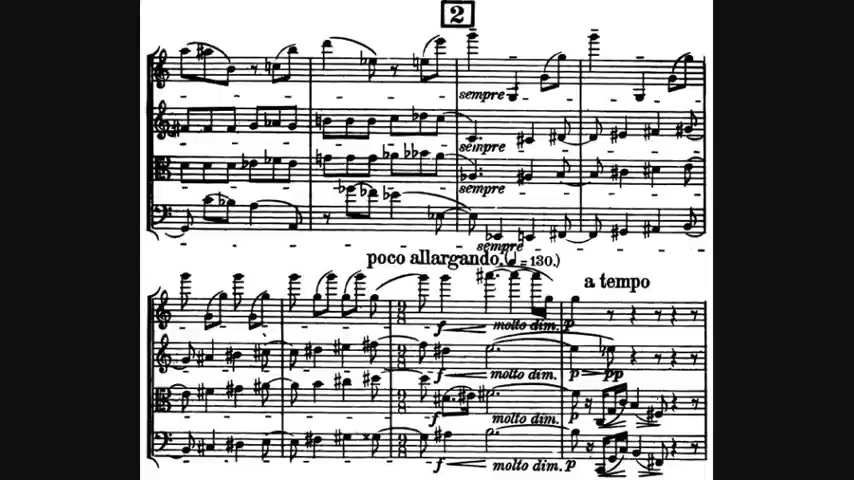 2
sempre
sempre
sempre
sempre
poco allargando. (♩=130.)
a tempo
f molto dim. p
f molto dim. p pp
f molto dim. p
f molto dim. p